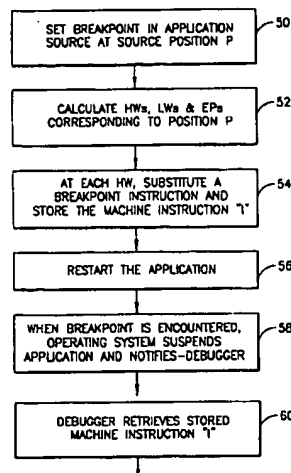 SET BREAKPOINT IN APPLICATION
SOURCE AT SOURCE POSITION P
50
CALCULATE HWs, LWs & EPs
CORRESPONDING TO POSITION P
52
AT EACH HW, SUBSTITUTE A
BREAKPOINT INSTRUCTION AND
STORE THE MACHINE INSTRUCTION "I"
54
RESTART THE APPLICATION
56
WHEN BREAKPOINT IS ENCOUNTERED,
OPERATING SYSTEM SUSPENDS
APPLICATION AND NOTIFIES-DEBUGGER
58
DEBUGGER RETRIEVES STORED
MACHINE INSTRUCTION "I"
60